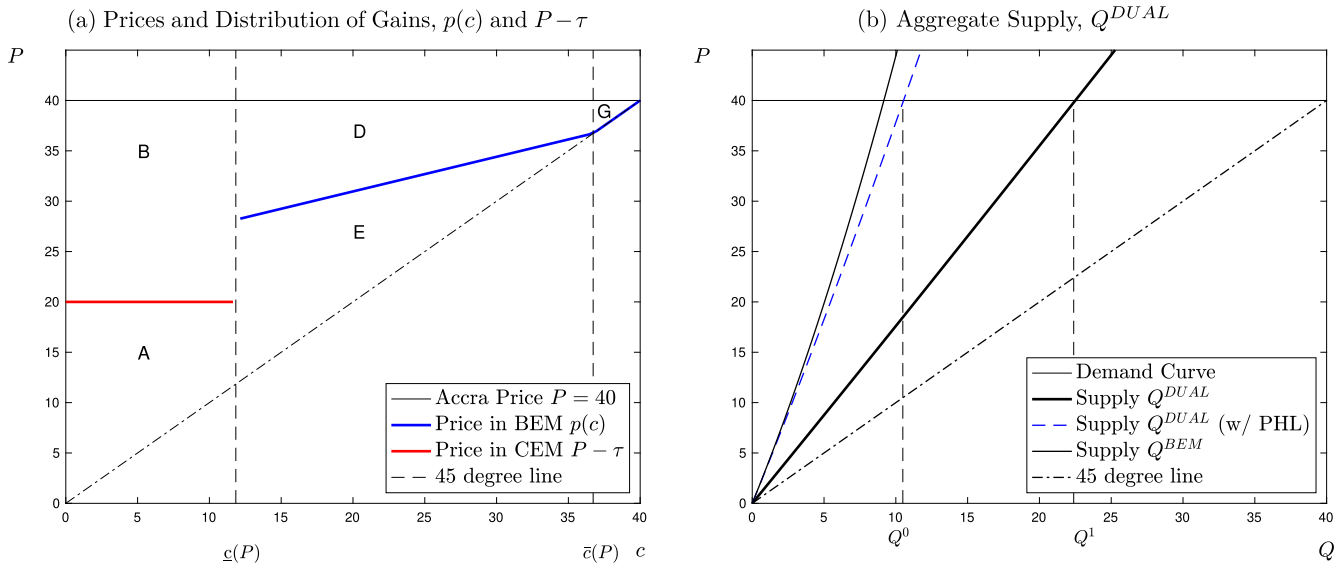 (a) Prices and Distribution of Gains, p(c) and P − τ
P
40
35
30
25
20
15
10
5
0
B
D
G
E
A
Accra Price P = 40
Price in BEM p(c)
Price in CEM P − τ
45 degree line
0 5 10 15 20 25 30 35 40
c̲(P) c̄(P) c
(b) Aggregate Supply, Q^{DUAL}
P
40
35
30
25
20
15
10
5
0
Demand Curve
Supply Q^{DUAL}
Supply Q^{DUAL} (w/ PHL)
Supply Q^{BEM}
45 degree line
0 5 10 15 20 25 30 35 40
Q⁰ Q¹ Q